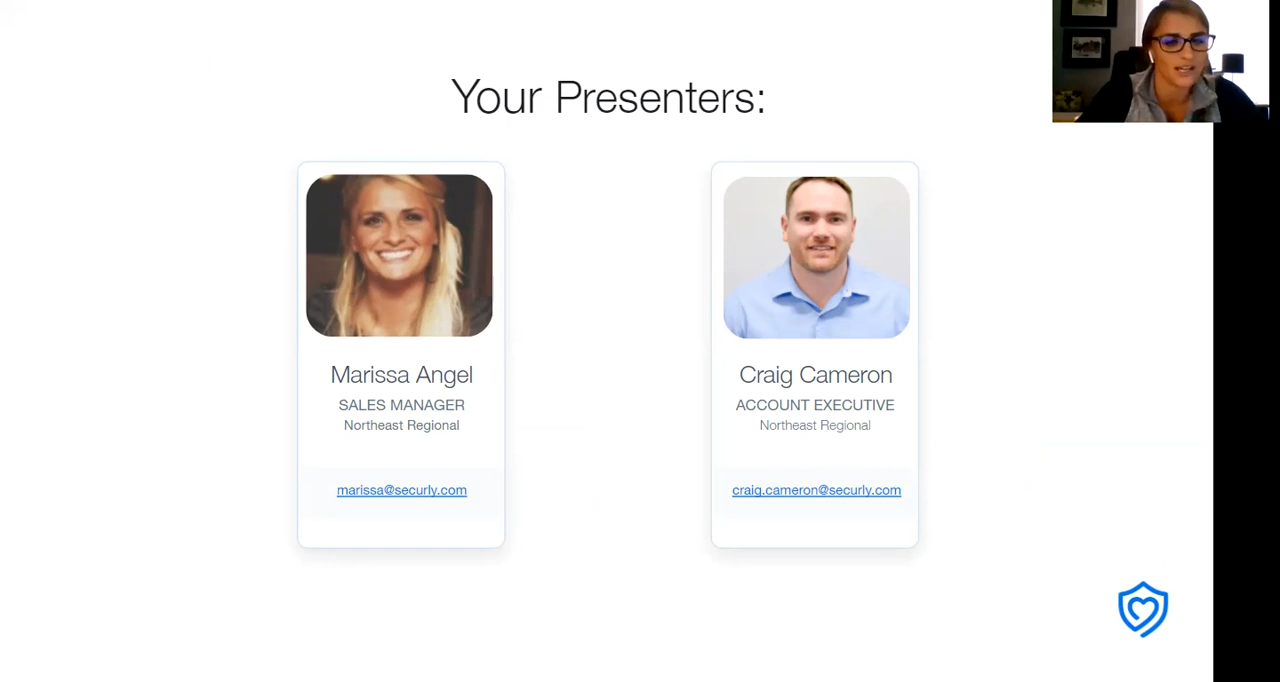 Your Presenters:
Marissa Angel
SALES MANAGER
Northeast Regional
marissa@securly.com
Craig Cameron
ACCOUNT EXECUTIVE
Northeast Regional
craig.cameron@securly.com